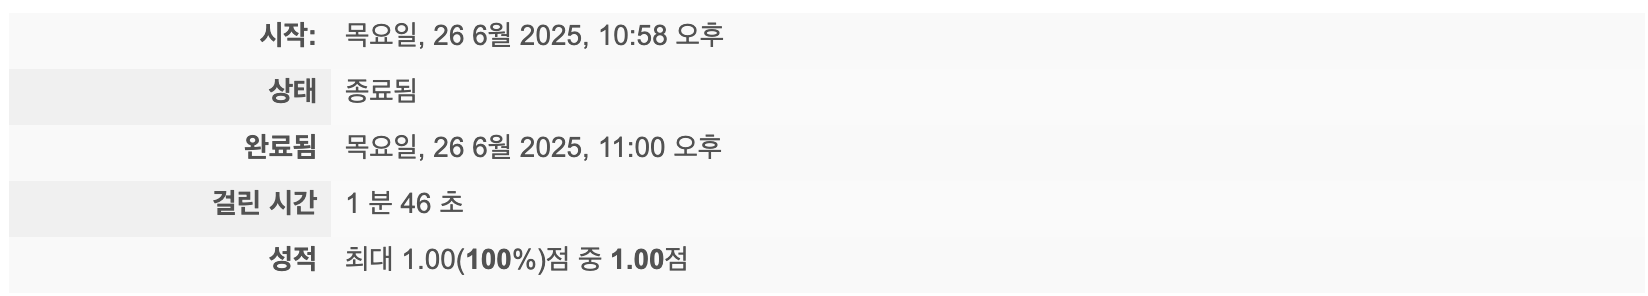 시작: 목요일, 26 6월 2025, 10:58 오후
상태 종료됨
완료됨 목요일, 26 6월 2025, 11:00 오후
걸린 시간 1 분 46 초
성적 최대 1.00(100%)점 중 1.00점